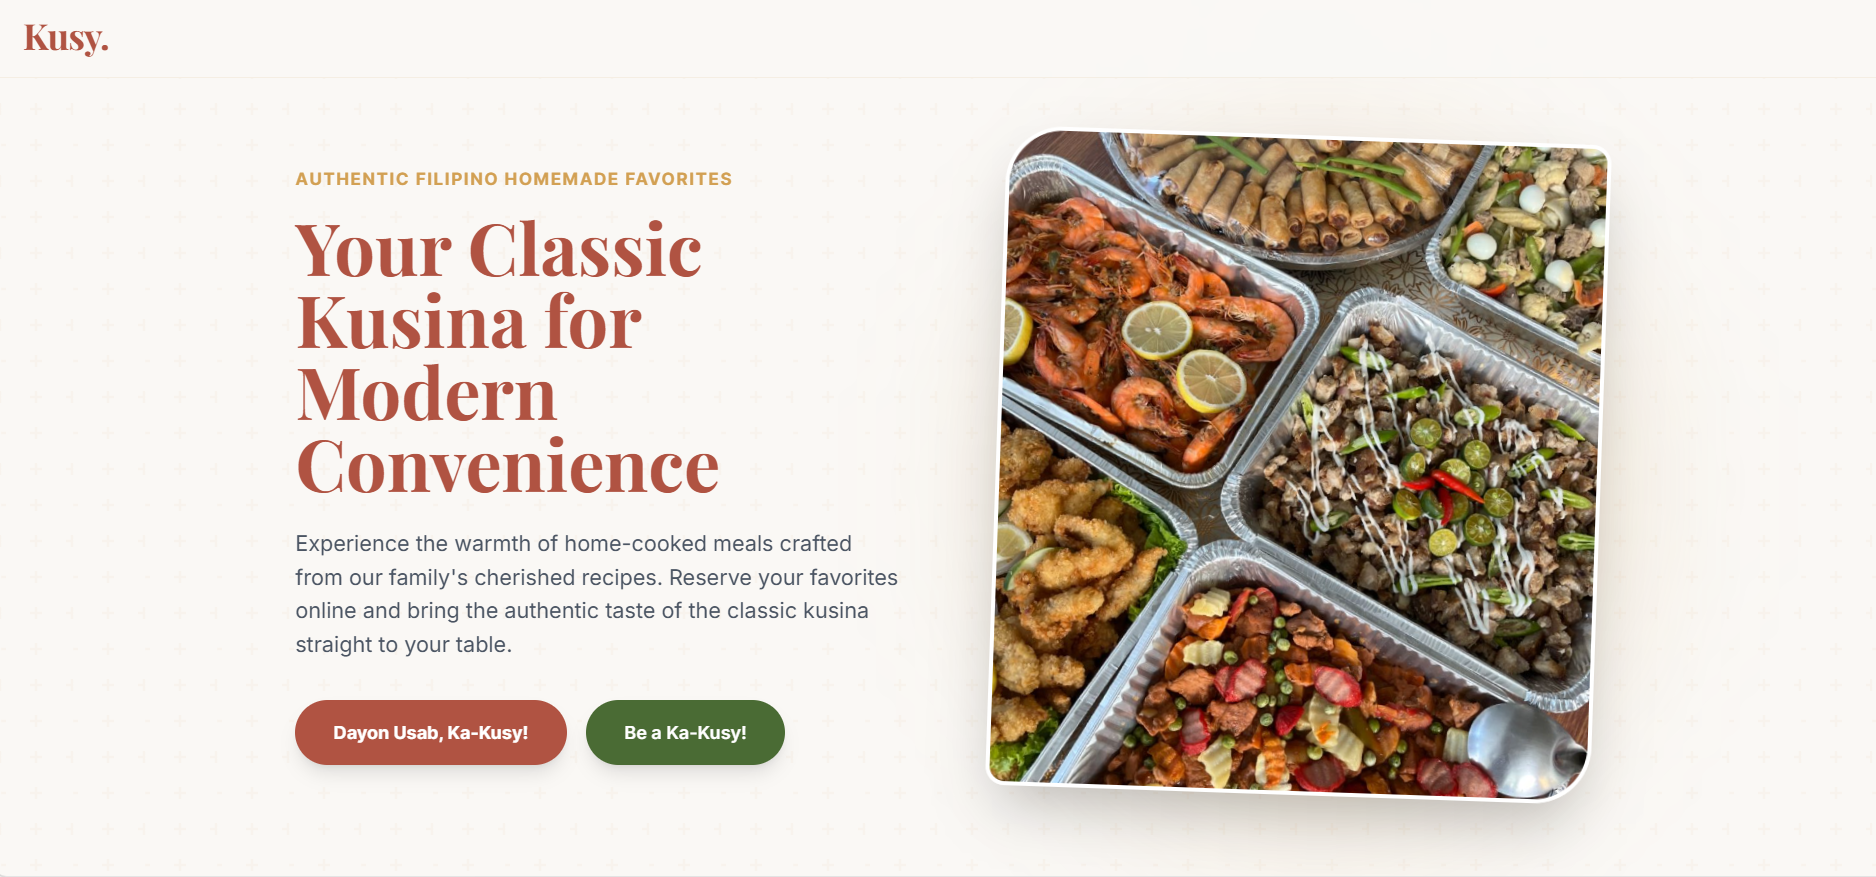 Kusy.
AUTHENTIC FILIPINO HOMEMADE FAVORITES
Your Classic
Kusina for
Modern
Convenience
Experience the warmth of home-cooked meals crafted
from our family's cherished recipes. Reserve your favorites
online and bring the authentic taste of the classic kusina
straight to your table.
Dayon Usab, Ka-Kusy!
Be a Ka-Kusy!